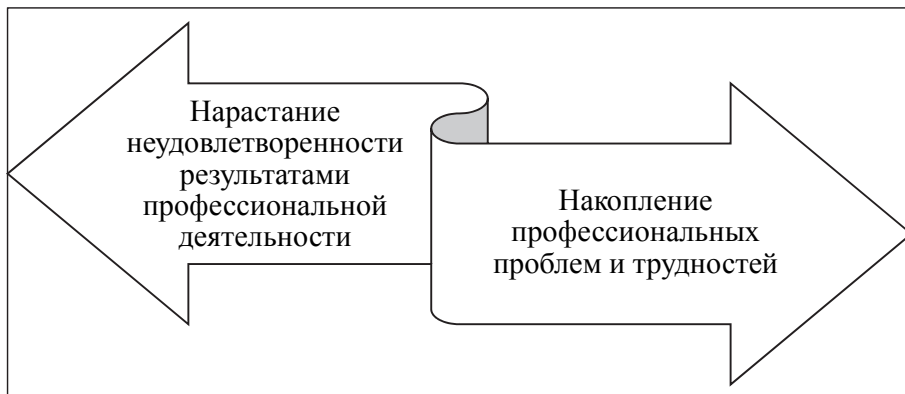 Нарастание
неудовлетворенности
результатами
профессиональной
деятельности
Накопление
профессиональных
проблем и трудностей